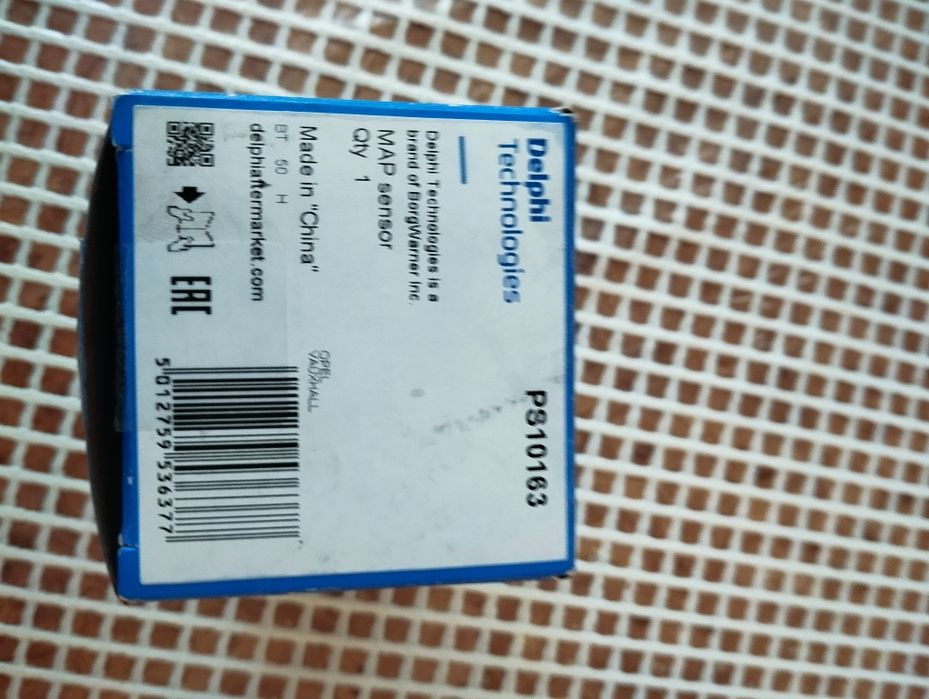 Delphi
Technologies
PS10163
Delphi Technologies is a
brand of BorgWarner Inc.
MAP sensor
Qty 1
OPEL
VAUXHALL
Made in "China"
BT 50 H
delphiaftermarket.com
EAC
5 012759 536377